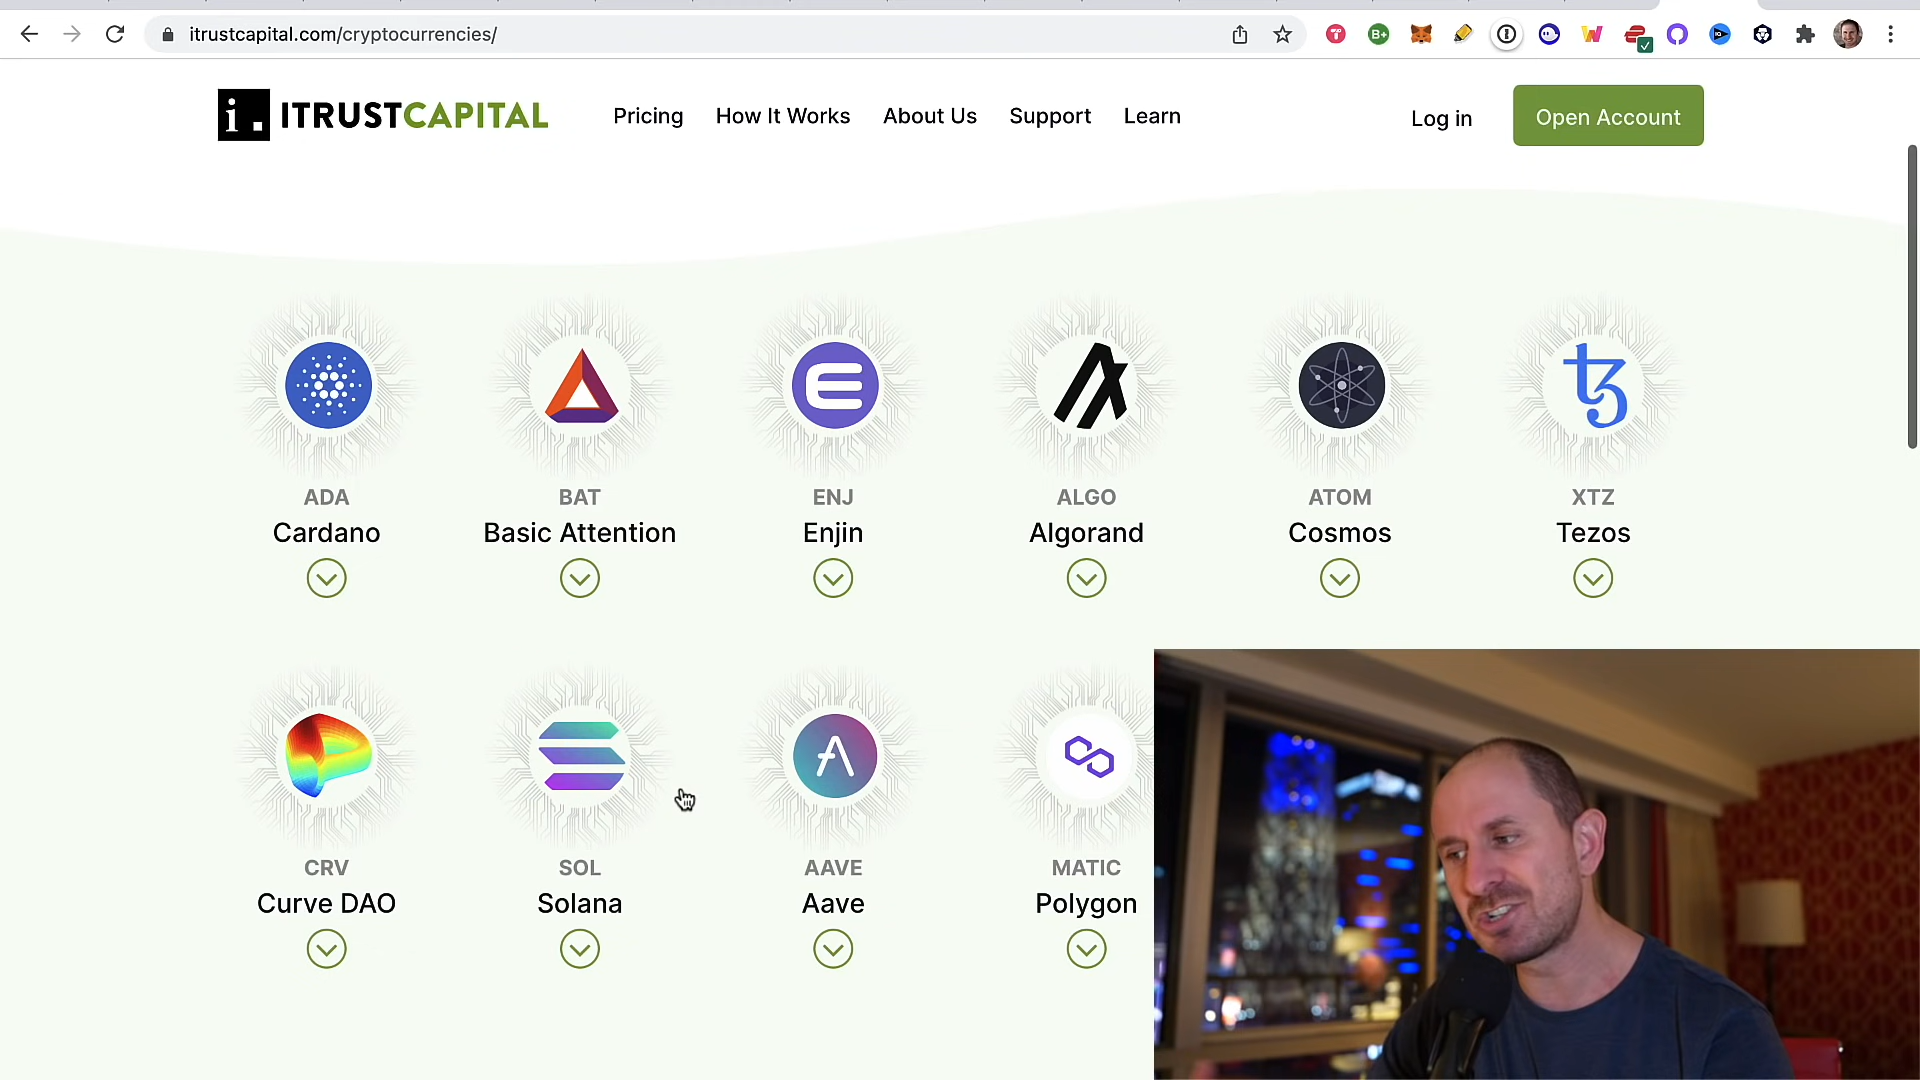 itrustcapital.com/cryptocurrencies/
i. ITRUSTCAPITAL
Pricing
How It Works
About Us
Support
Learn
Log in
Open Account
ADA
Cardano
BAT
Basic Attention
ENJ
Enjin
ALGO
Algorand
ATOM
Cosmos
XTZ
Tezos
CRV
Curve DAO
SOL
Solana
AAVE
Aave
MATIC
Polygon